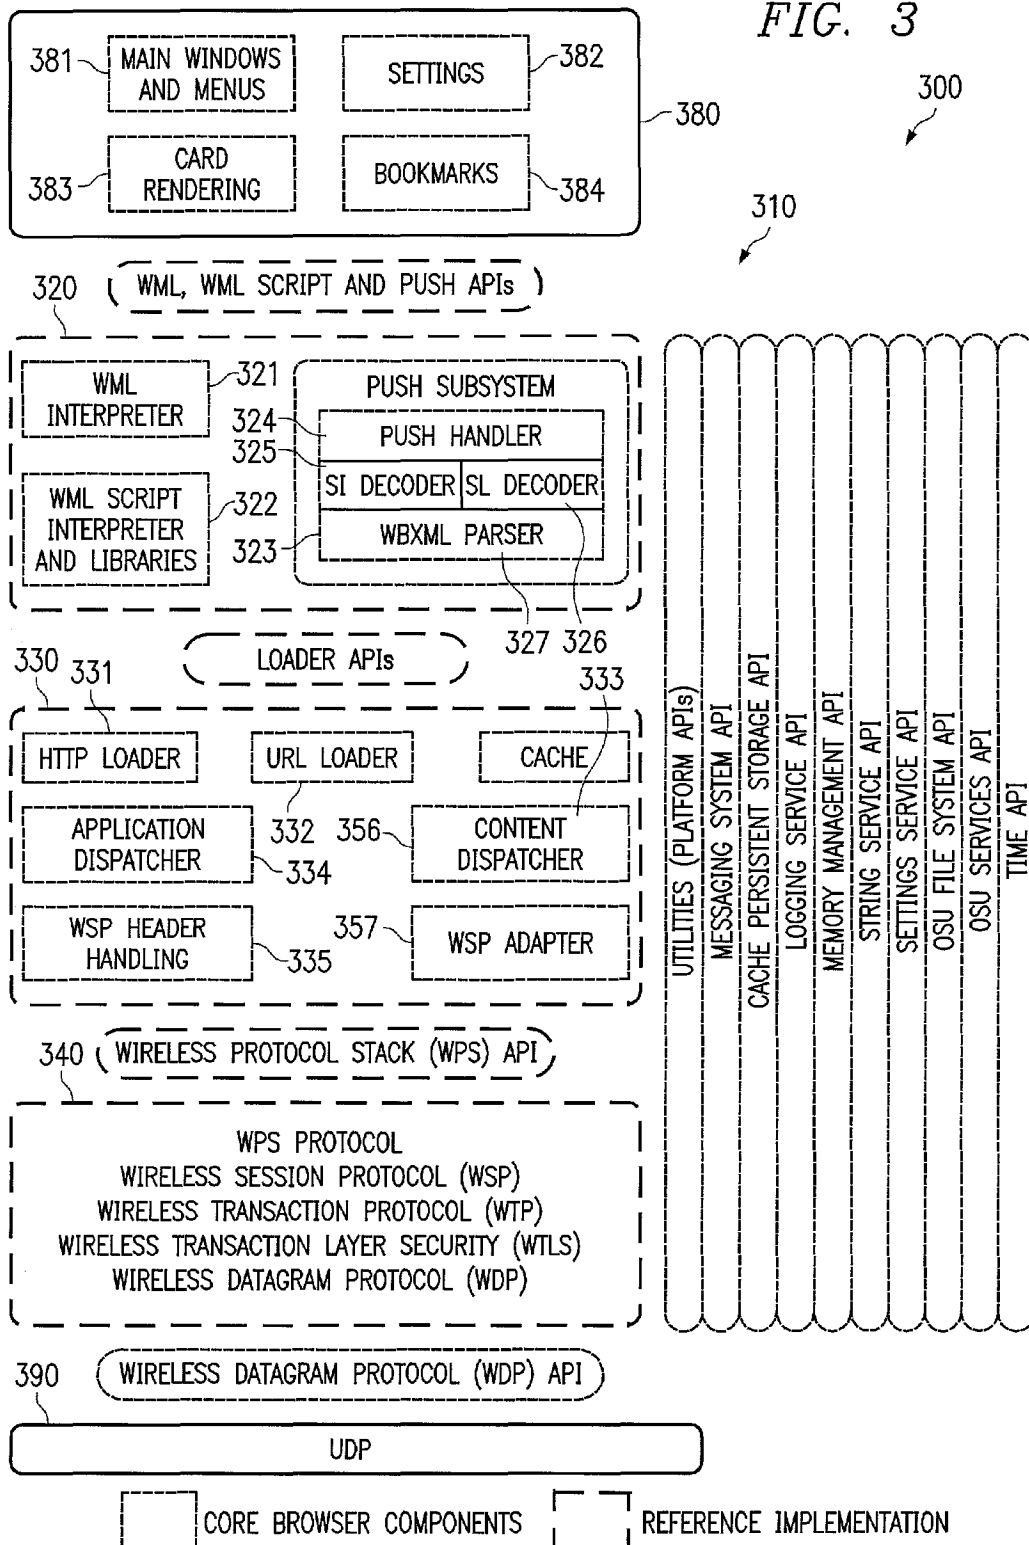 FIG. 3
300
310
381
MAIN WINDOWS
AND MENUS
SETTINGS
382
380
383
CARD
RENDERING
BOOKMARKS
384
320
WML, WML SCRIPT AND PUSH APIs
WML
INTERPRETER
321
PUSH SUBSYSTEM
324
PUSH HANDLER
325
SI DECODER
SL DECODER
WML SCRIPT
INTERPRETER
AND LIBRARIES
322
323
WBXML PARSER
327
326
LOADER APIs
330
331
333
HTTP LOADER
URL LOADER
CACHE
332
APPLICATION
DISPATCHER
334
356
CONTENT
DISPATCHER
WSP HEADER
HANDLING
335
357
WSP ADAPTER
340
WIRELESS PROTOCOL STACK (WPS) API
WPS PROTOCOL
WIRELESS SESSION PROTOCOL (WSP)
WIRELESS TRANSACTION PROTOCOL (WTP)
WIRELESS TRANSACTION LAYER SECURITY (WTLS)
WIRELESS DATAGRAM PROTOCOL (WDP)
390
WIRELESS DATAGRAM PROTOCOL (WDP) API
UDP
UTILITIES (PLATFORM APIs)
MESSAGING SYSTEM API
CACHE PERSISTENT STORAGE API
LOGGING SERVICE API
MEMORY MANAGEMENT API
STRING SERVICE API
SETTINGS SERVICE API
OSU FILE SYSTEM API
OSU SERVICES API
TIME API
CORE BROWSER COMPONENTS
REFERENCE IMPLEMENTATION